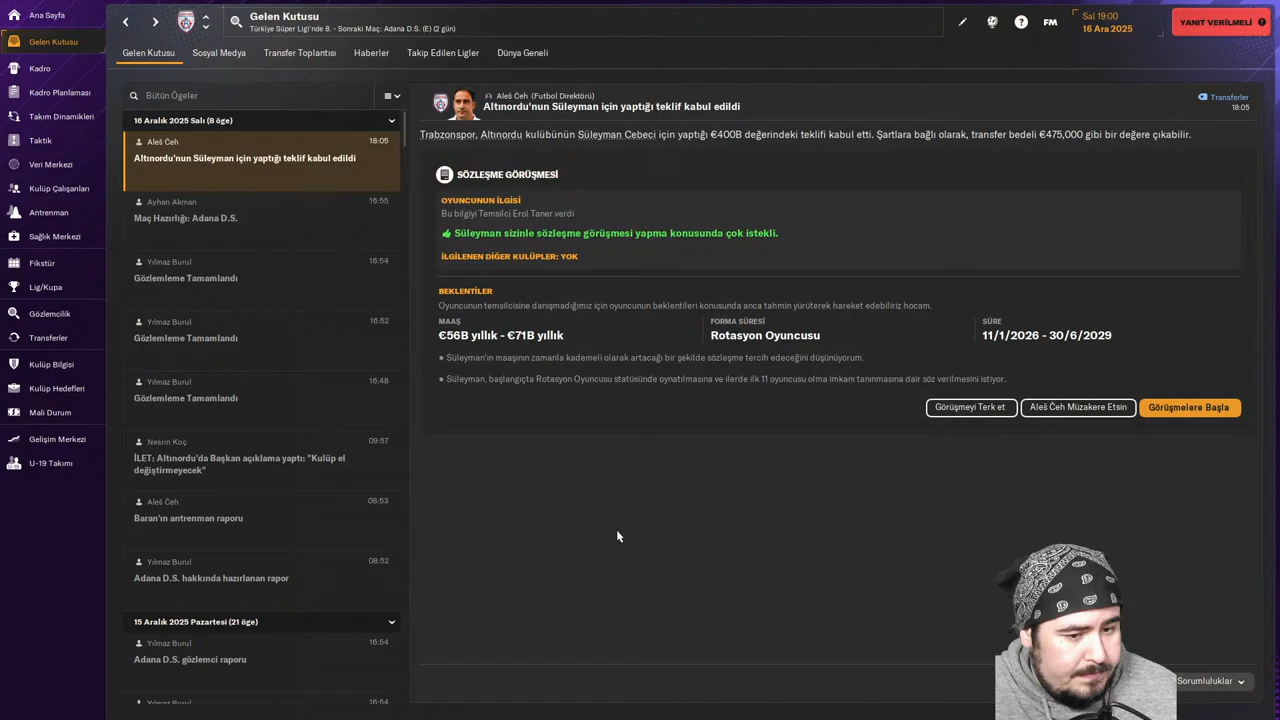 Ana Sayfa
Gelen Kutusu
Kadro
Kadro Planlaması
Takım Dinamikleri
Taktik
Veri Merkezi
Kulüp Çalışanları
Antrenman
Sağlık Merkezi
Fikstür
Lig/Kupa
Gözlemcilik
Transferler
Kulüp Bilgisi
Kulüp Hedefleri
Mali Durum
Gelişim Merkezi
U-19 Takımı
Gelen Kutusu
Türkiye Süper Ligi'nde 8. - Sonraki Maç: Adana D.S. (E) (2 gün)
FM
Sal 19:00
16 Ara 2025
YANIT VERİLMELİ
Gelen Kutusu Sosyal Medya Transfer Toplantısı Haberler Takip Edilen Ligler Dünya Geneli
Bütün Ögeler
16 Aralık 2025 Salı (8 öge)
Aleš Čeh 18:05
Altınordu'nun Süleyman için yaptığı teklif kabul edildi
Ayhan Akman 16:55
Maç Hazırlığı: Adana D.S.
Yılmaz Burul 16:54
Gözlemleme Tamamlandı
Yılmaz Burul 16:52
Gözlemleme Tamamlandı
Yılmaz Burul 16:48
Gözlemleme Tamamlandı
Nesrin Koç 09:57
İLET: Altınordu'da Başkan açıklama yaptı: "Kulüp el
değiştirmeyecek"
Aleš Čeh 08:53
Baran'ın antrenman raporu
Yılmaz Burul 08:52
Adana D.S. hakkında hazırlanan rapor
15 Aralık 2025 Pazartesi (21 öge)
Yılmaz Burul 16:54
Adana D.S. gözlemci raporu
Yılmaz Burul 16:54
Aleš Čeh (Futbol Direktörü)
Altınordu'nun Süleyman için yaptığı teklif kabul edildi
Transferler
18:05
Trabzonspor, Altınordu kulübünün Süleyman Cebeci için yaptığı €400B değerindeki teklifi kabul etti. Şartlara bağlı olarak, transfer bedeli €475,000 gibi bir değere çıkabilir.
SÖZLEŞME GÖRÜŞMESİ
OYUNCUNUN İLGİSİ
Bu bilgiyi Temsilci Erol Taner verdi
Süleyman sizinle sözleşme görüşmesi yapma konusunda çok istekli.
İLGİLENEN DİĞER KULÜPLER: YOK
BEKLENTİLER
Oyuncunun temsilcisine danışmadığımız için oyuncunun beklentileri konusunda anca tahmin yürüterek hareket edebiliriz hocam.
MAAŞ FORMA SÜRESİ SÜRE
€56B yıllık - €71B yıllık Rotasyon Oyuncusu 11/1/2026 - 30/6/2029
Süleyman'ın maaşının zamanla kademeli olarak artacağı bir şekilde sözleşme tercih edeceğini düşünüyorum.
Süleyman, başlangıçta Rotasyon Oyuncusu statüsünde oynatılmasına ve ilerde ilk 11 oyuncusu olma imkanı tanınmasına dair söz verilmesini istiyor.
Görüşmeyi Terk et Aleš Čeh Müzakere Etsin Görüşmelere Başla
Sorumluluklar